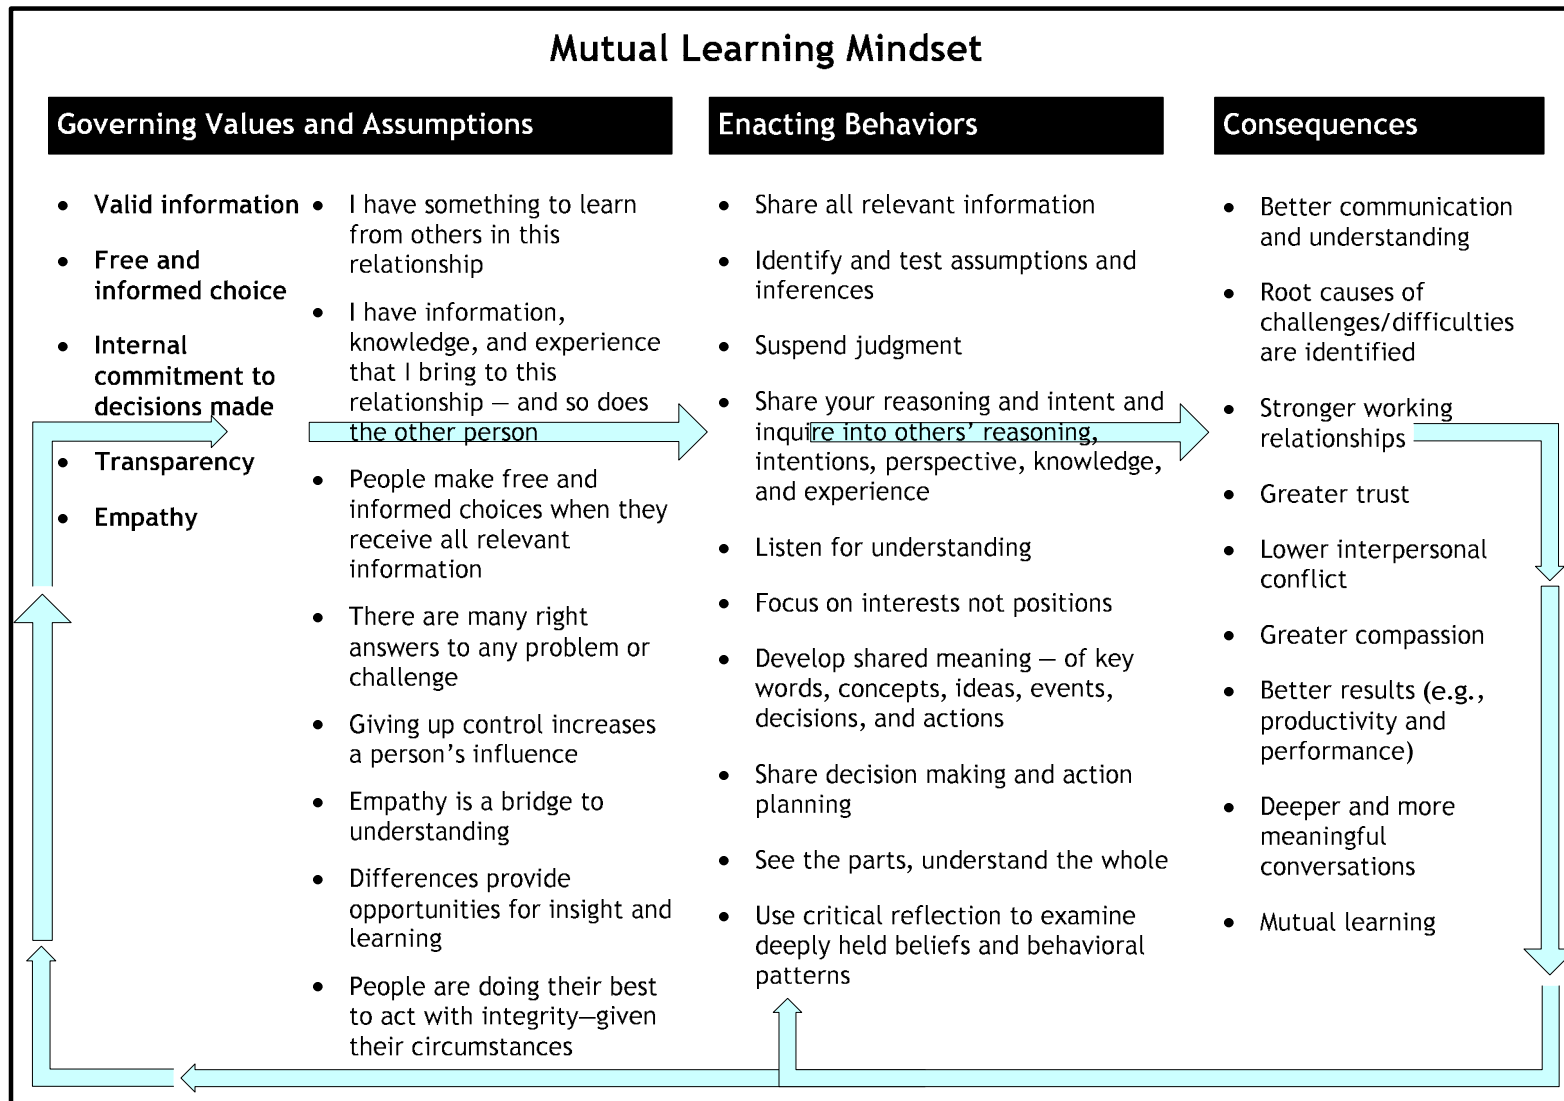 Mutual Learning Mindset
Governing Values and Assumptions
• Valid information
• Free and
informed choice
• Internal
commitment to
decisions made
• Transparency
• Empathy
• I have something to learn
from others in this
relationship
• I have information,
knowledge, and experience
that I bring to this
relationship — and so does
the other person
• People make free and
informed choices when they
receive all relevant
information
• There are many right
answers to any problem or
challenge
• Giving up control increases
a person’s influence
• Empathy is a bridge to
understanding
• Differences provide
opportunities for insight and
learning
• People are doing their best
to act with integrity—given
their circumstances
Enacting Behaviors
• Share all relevant information
• Identify and test assumptions and
inferences
• Suspend judgment
• Share your reasoning and intent and
inquire into others’ reasoning,
intentions, perspective, knowledge,
and experience
• Listen for understanding
• Focus on interests not positions
• Develop shared meaning — of key
words, concepts, ideas, events,
decisions, and actions
• Share decision making and action
planning
• See the parts, understand the whole
• Use critical reflection to examine
deeply held beliefs and behavioral
patterns
Consequences
• Better communication
and understanding
• Root causes of
challenges/difficulties
are identified
• Stronger working
relationships
• Greater trust
• Lower interpersonal
conflict
• Greater compassion
• Better results (e.g.,
productivity and
performance)
• Deeper and more
meaningful
conversations
• Mutual learning